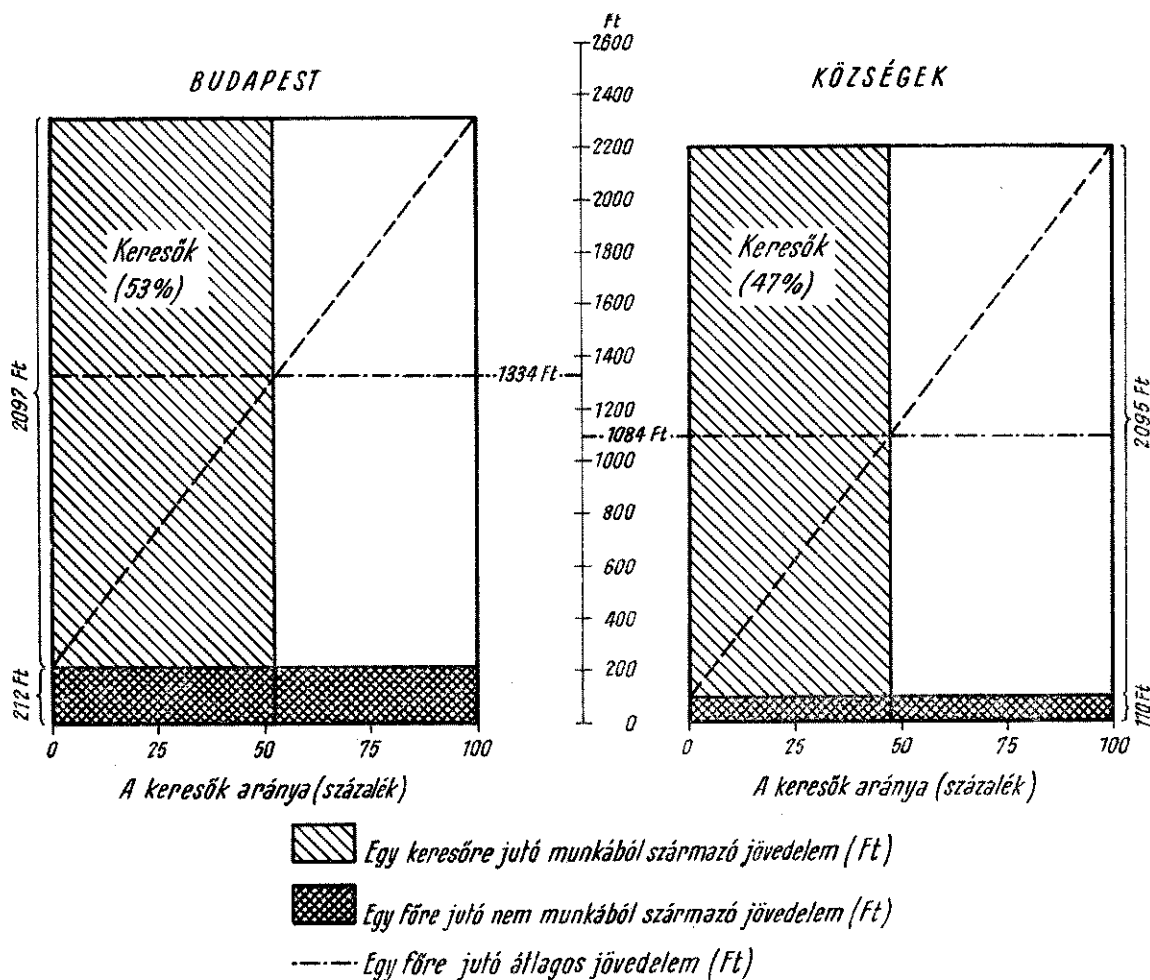 BUDAPEST
Keresők
(53%)
2097 Ft
212 Ft
0 25 50 75 100
A keresők aránya (százalék)
Ft
2600
2400
2200
2000
1800
1600
1400
1334 Ft
1200
1084 Ft
1000
800
600
400
200
0
KÖZSÉGEK
Keresők
(47%)
2095 Ft
110 Ft
0 25 50 75 100
A keresők aránya (százalék)
Egy keresőre jutó munkából származó jövedelem (Ft)
Egy főre jutó nem munkából származó jövedelem (Ft)
Egy főre jutó állagos jövedelem (Ft)